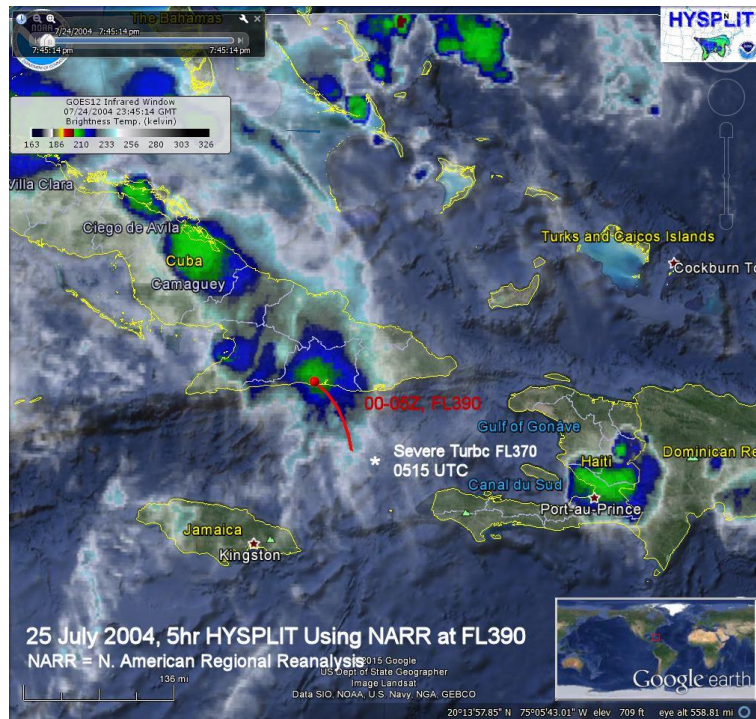 The Bahamas
7/24/2004 7:45:14 pm
7:45:14 pm
7:45:14 pm
HYSPLIT
GOES12 Infrared Window
07/24/2004 23:45:14 GMT
Brightness Temp. (kelvin)
163 186 210 233 256 280 303 326
Villa Clara
Ciego de Avila
Cuba
Camaguey
Turks and Caicos Islands
Cockburn To
00-05Z, FL390
Gulf of Gonave
Severe Turbc FL370
0515 UTC
Haiti
Dominican Re
Canal du Sud
Port-au-Prince
Jamaica
Kingston
25 July 2004, 5hr HYSPLIT Using NARR at FL390
NARR = N. American Regional Reanalysis
©2015 Google
US Dept of State Geographer
Image Landsat
Data SIO, NOAA, U.S. Navy, NGA, GEBCO
136 mi
Google earth
20°13'57.85" N 75°05'43.01" W elev 709 ft eye alt 558.81 mi